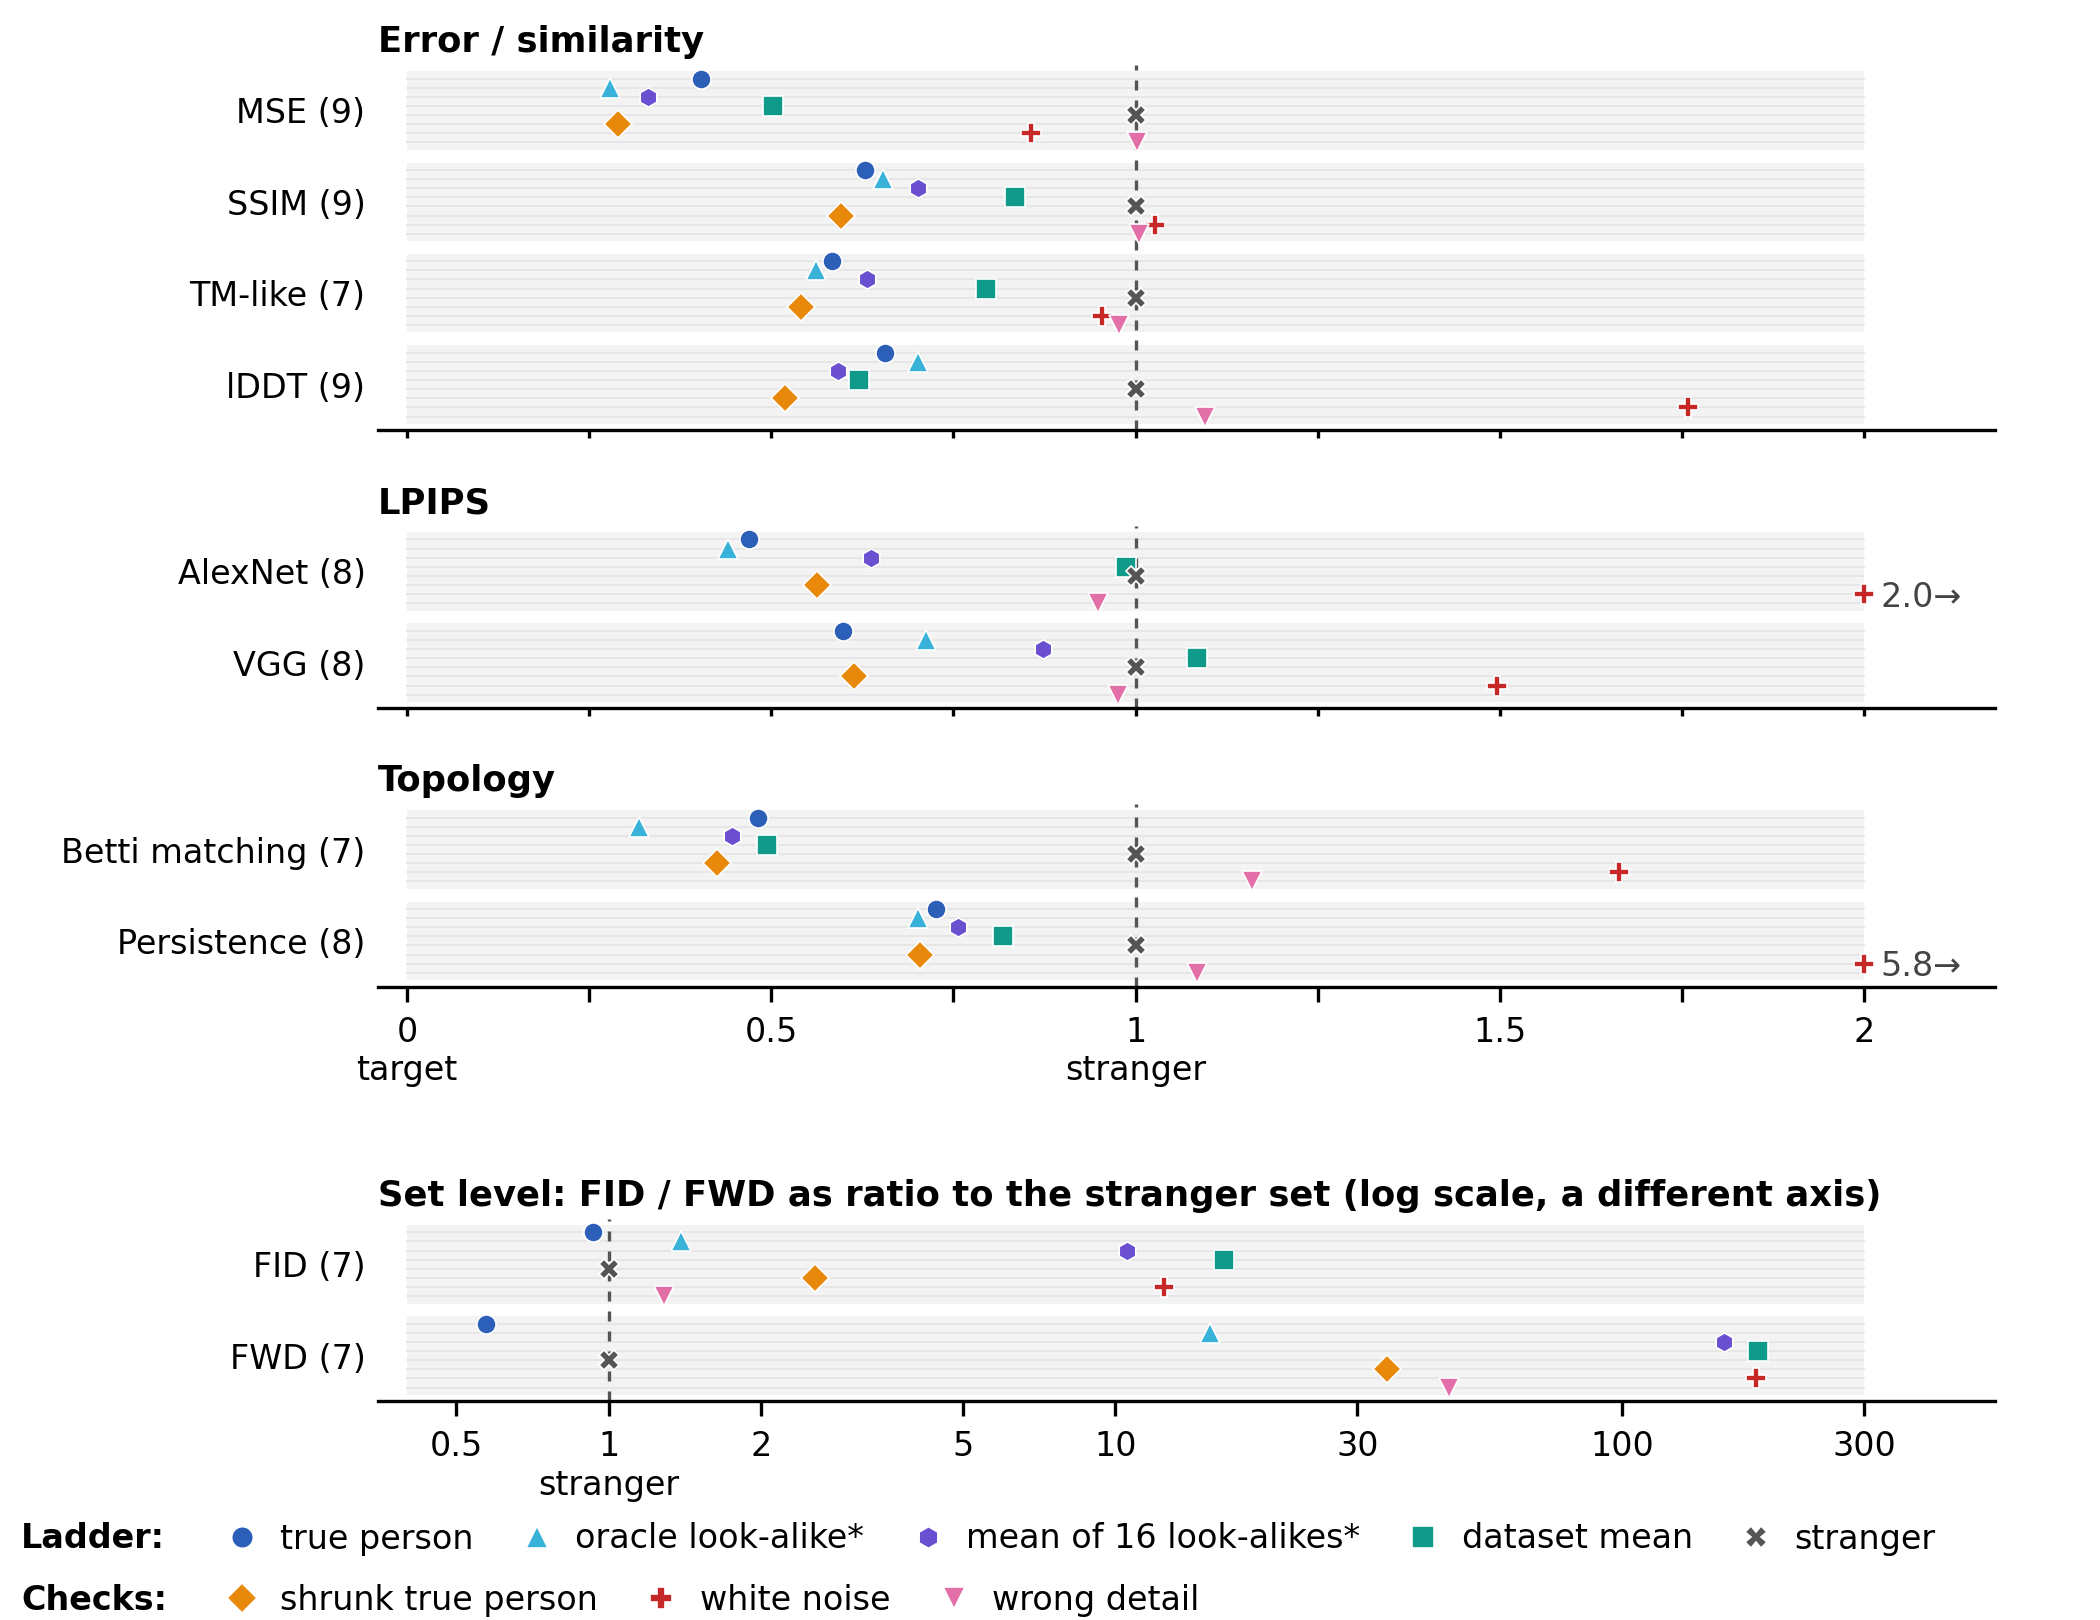 Error / similarity
MSE (9)
SSIM (9)
TM-like (7)
lDDT (9)
LPIPS
AlexNet (8)
2.0→
VGG (8)
Topology
Betti matching (7)
Persistence (8)
5.8→
0 0.5 1 1.5 2
target stranger
Set level: FID / FWD as ratio to the stranger set (log scale, a different axis)
FID (7)
FWD (7)
0.5 1 2 5 10 30 100 300
stranger
Ladder: true person oracle look-alike* mean of 16 look-alikes* dataset mean stranger
Checks: shrunk true person white noise wrong detail